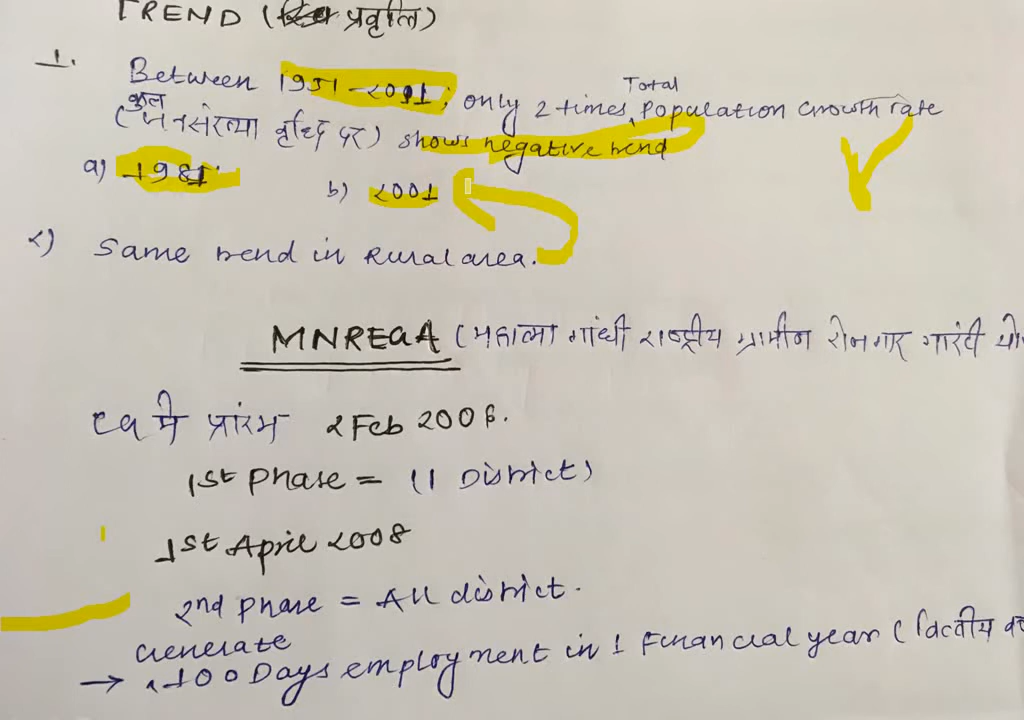 TREND ( प्रवृत्ति)
1. Between 1951-2011, only 2 times, Total Population Growth rate
(कुल जनसंख्या वृद्धि दर) shows negative trend
a) 1981. b) 2001
2) Same trend in Rural area.
MNREGA (महात्मा गांधी राष्ट्रीय ग्रामीण रोजगार गारंटी
CG में प्रारंभ 2 Feb 2006.
1st Phase = 11 District)
1st April 2008
2nd Phase = All district.
Generate
→ 100 Days employment in 1 Financial year (वित्तीय